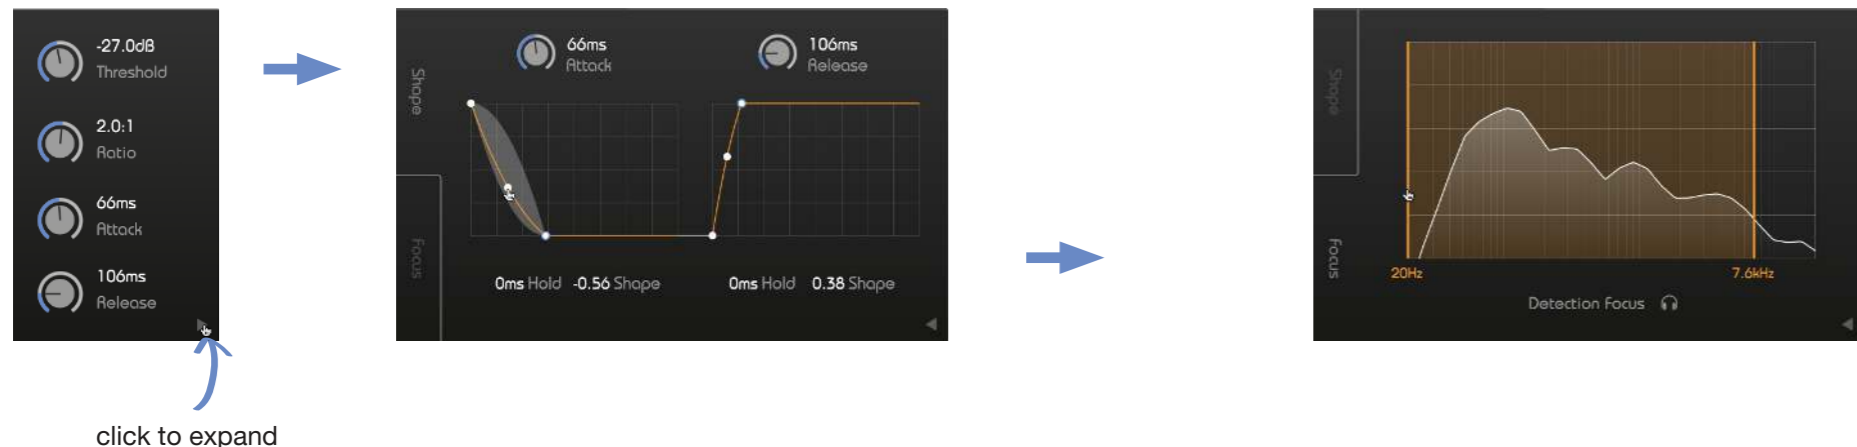 -27.0dB
Threshold
2.0:1
Ratio
66ms
Attack
106ms
Release
click to expand
Shape
Focus
66ms
Attack
106ms
Release
0ms Hold -0.56 Shape
0ms Hold 0.38 Shape
Shape
Focus
20Hz
7.6kHz
Detection Focus